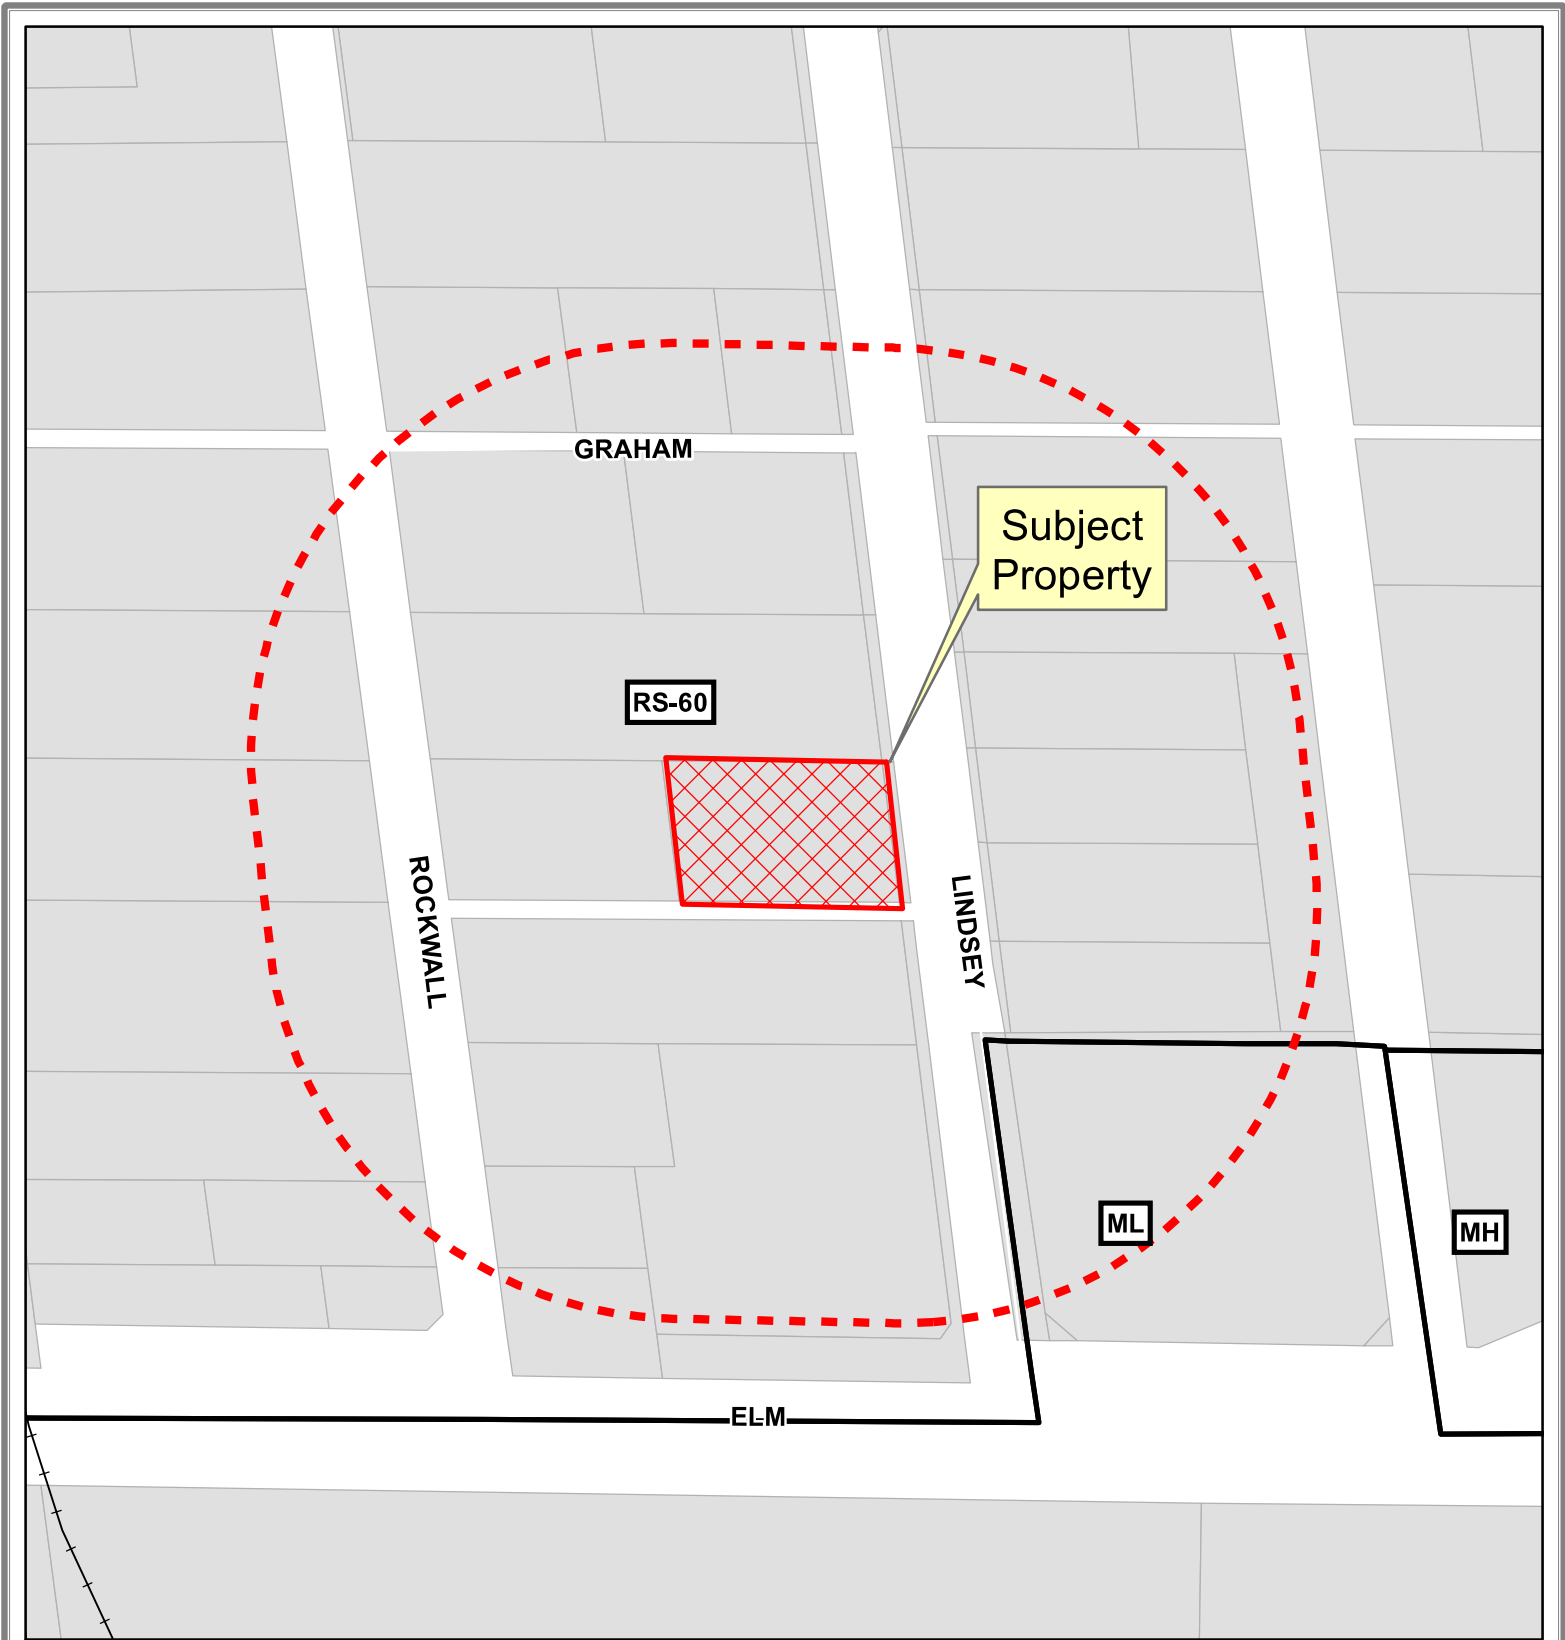 GRAHAM
Subject
Property
RS-60
ROCKWALL
LINDSEY
ML
MH
ELM